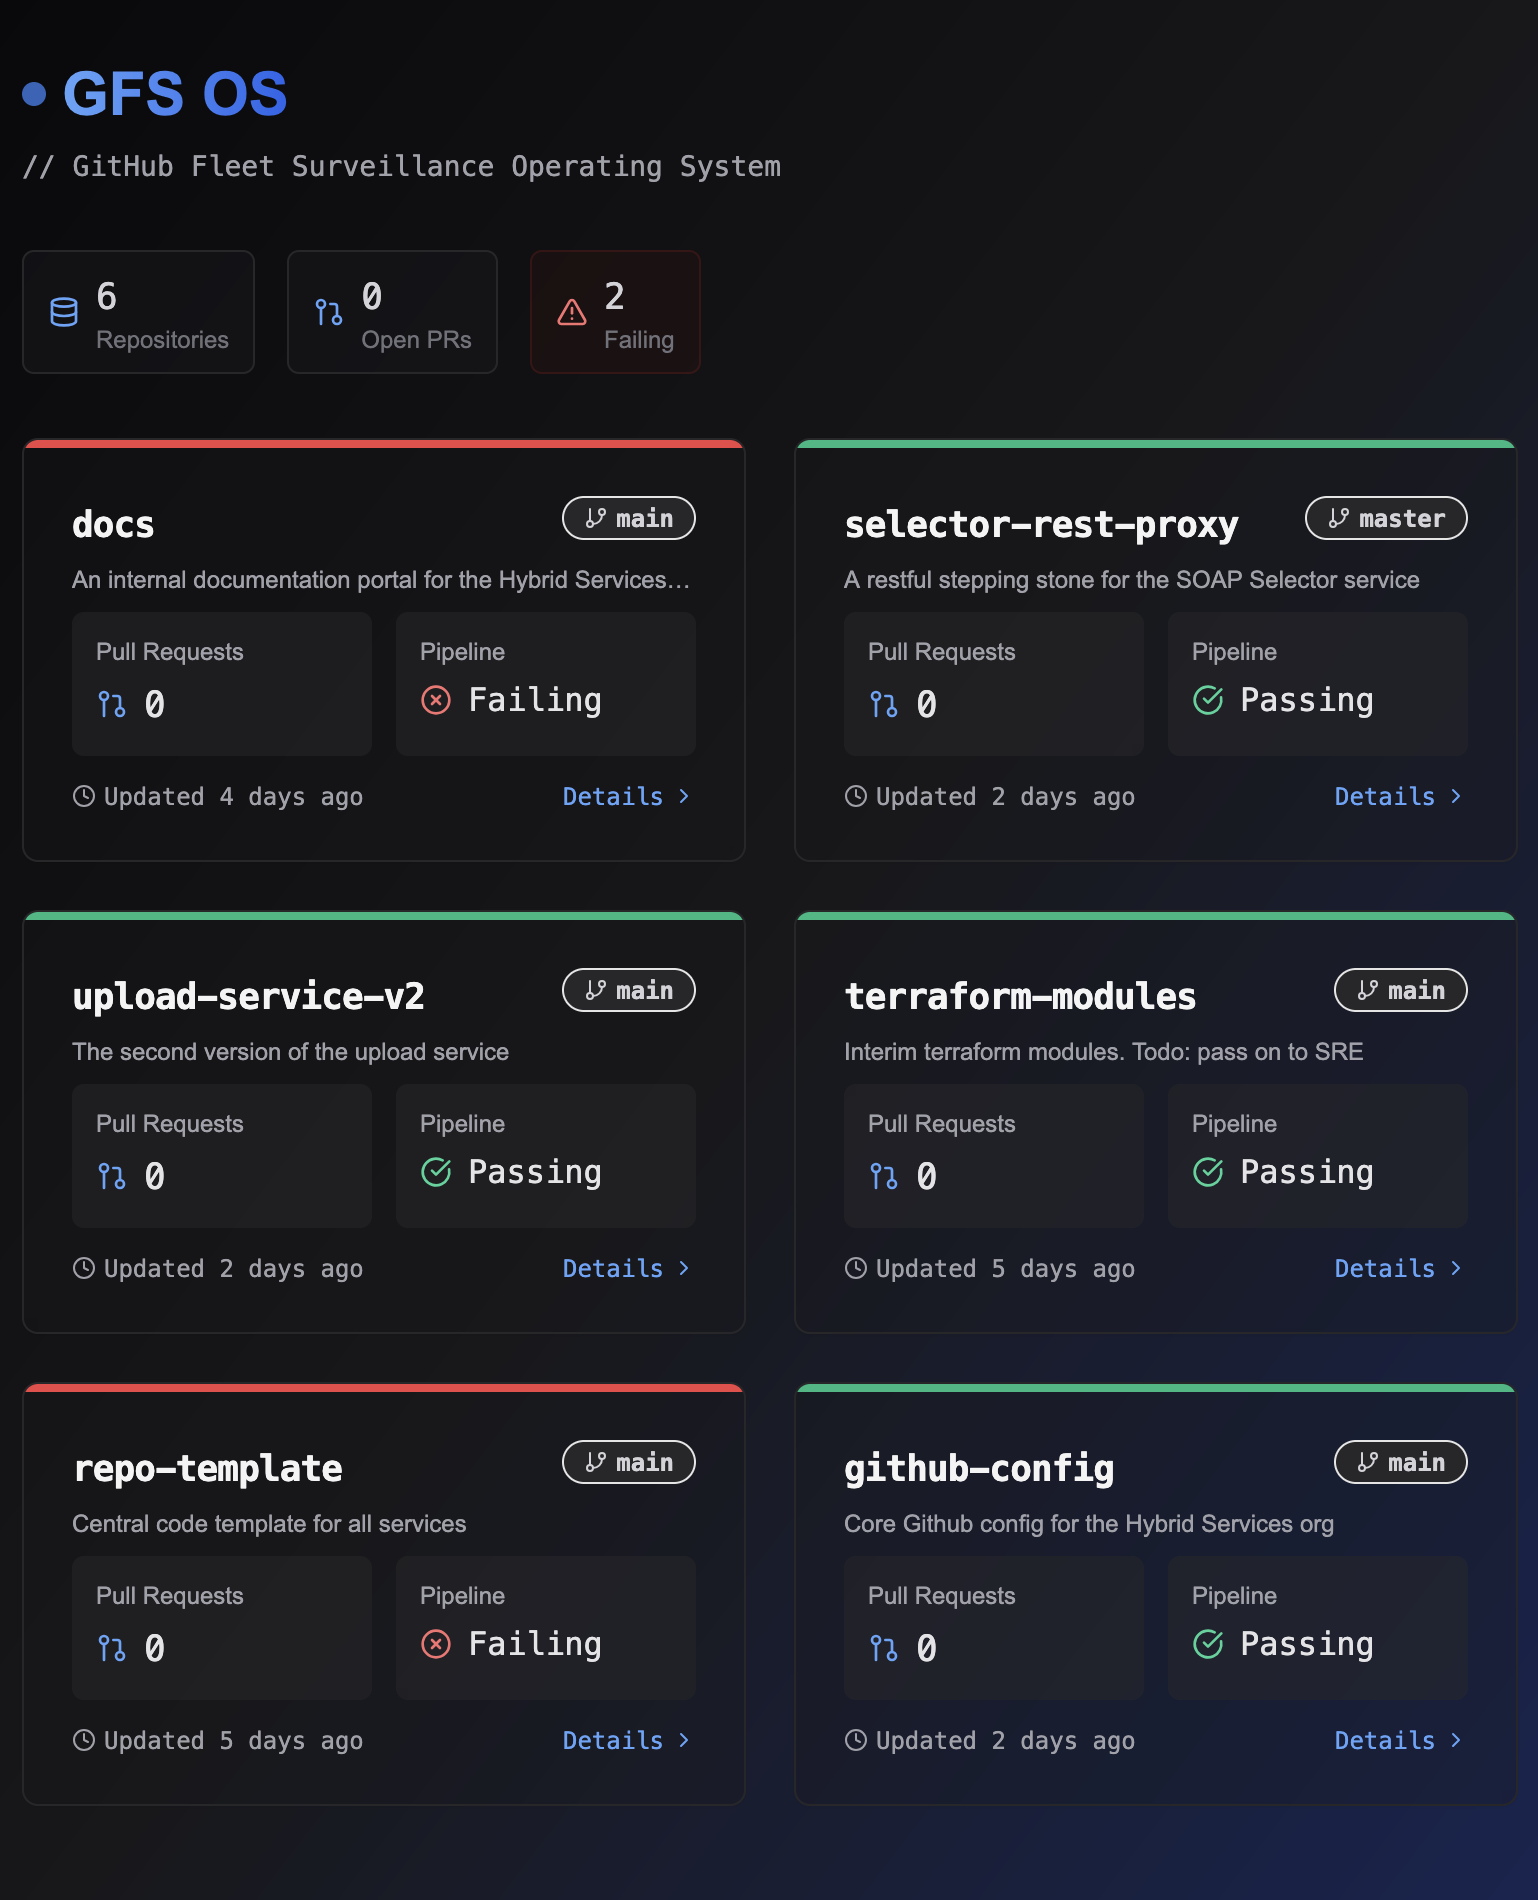 GFS OS
// GitHub Fleet Surveillance Operating System
6
Repositories
0
Open PRs
2
Failing
docs
main
An internal documentation portal for the Hybrid Services…
Pull Requests
0
Pipeline
Failing
Updated 4 days ago
Details
selector-rest-proxy
master
A restful stepping stone for the SOAP Selector service
Pull Requests
0
Pipeline
Passing
Updated 2 days ago
Details
upload-service-v2
main
The second version of the upload service
Pull Requests
0
Pipeline
Passing
Updated 2 days ago
Details
terraform-modules
main
Interim terraform modules. Todo: pass on to SRE
Pull Requests
0
Pipeline
Passing
Updated 5 days ago
Details
repo-template
main
Central code template for all services
Pull Requests
0
Pipeline
Failing
Updated 5 days ago
Details
github-config
main
Core Github config for the Hybrid Services org
Pull Requests
0
Pipeline
Passing
Updated 2 days ago
Details